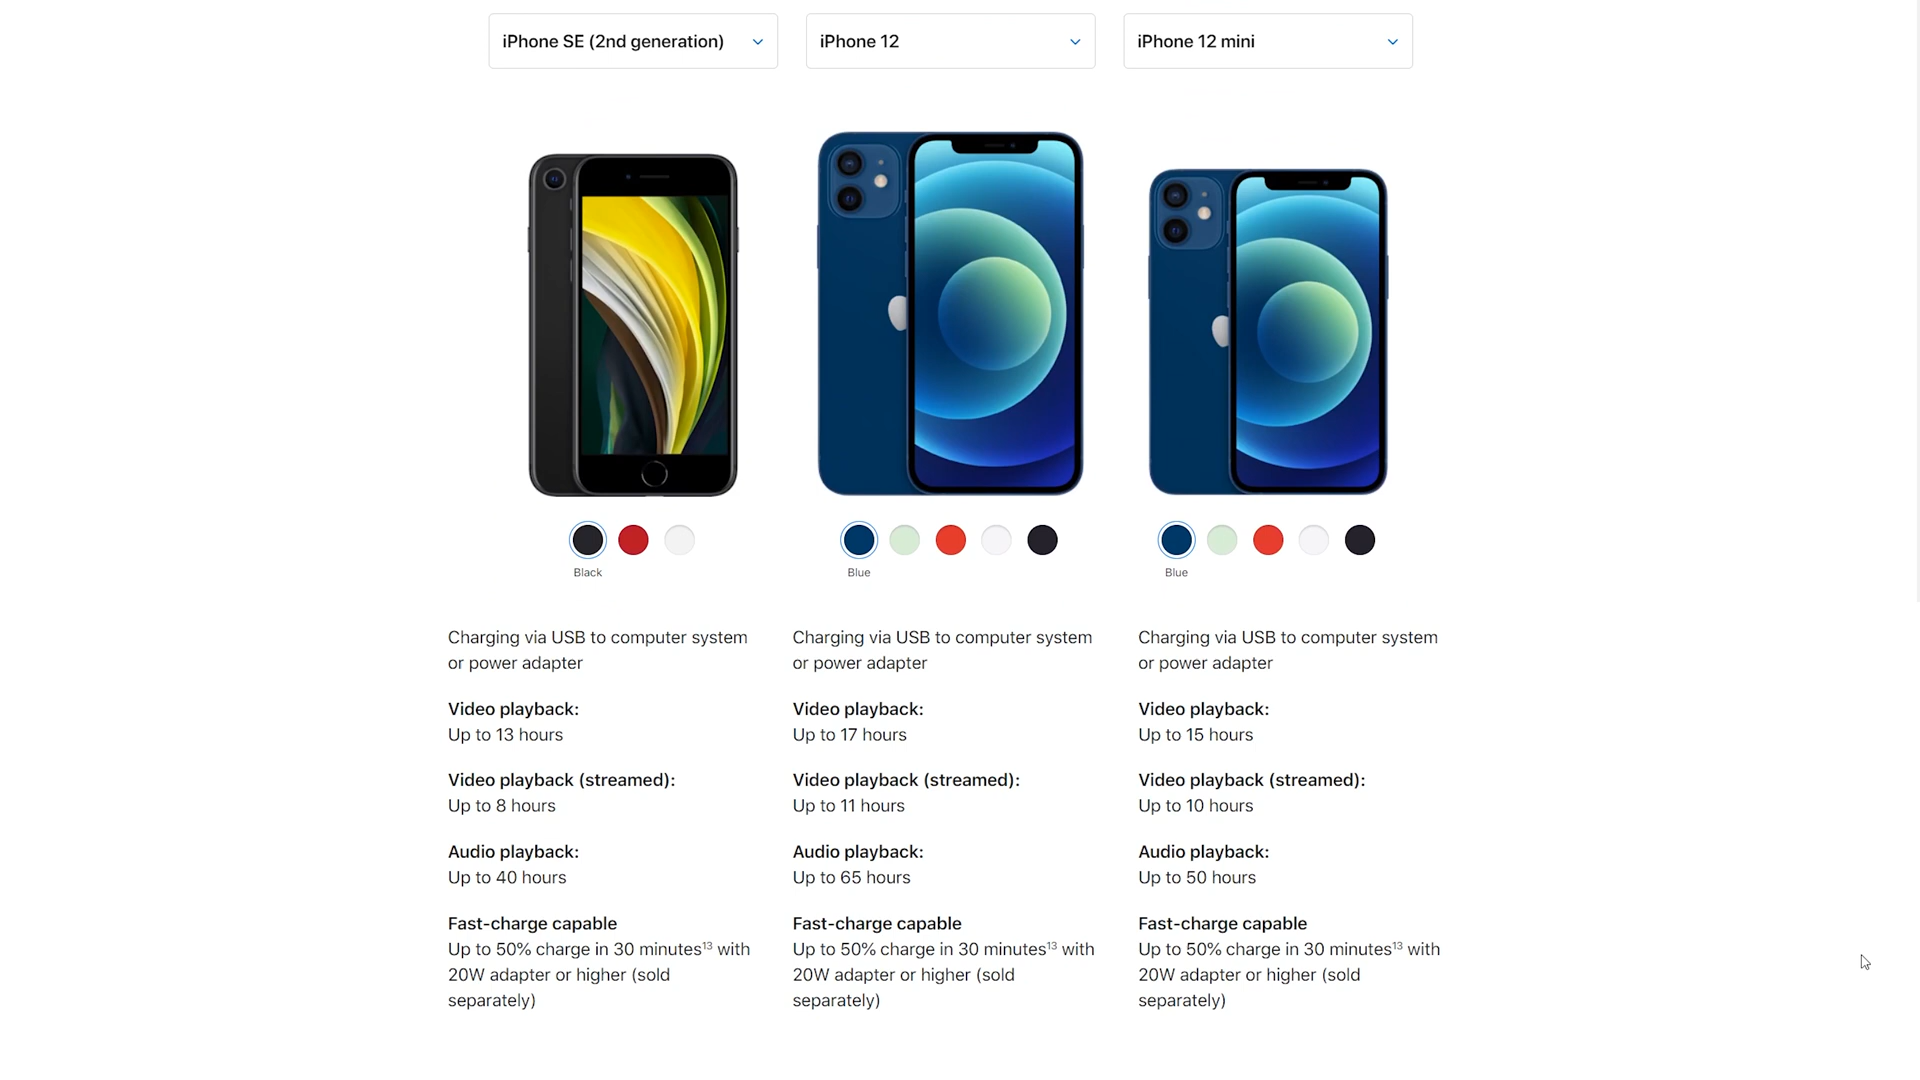 iPhone SE (2nd generation)
iPhone 12
iPhone 12 mini
Black
Blue
Blue
Charging via USB to computer system
or power adapter
Video playback:
Up to 13 hours
Video playback (streamed):
Up to 8 hours
Audio playback:
Up to 40 hours
Fast-charge capable
Up to 50% charge in 30 minutes¹³ with
20W adapter or higher (sold
separately)
Charging via USB to computer system
or power adapter
Video playback:
Up to 17 hours
Video playback (streamed):
Up to 11 hours
Audio playback:
Up to 65 hours
Fast-charge capable
Up to 50% charge in 30 minutes¹³ with
20W adapter or higher (sold
separately)
Charging via USB to computer system
or power adapter
Video playback:
Up to 15 hours
Video playback (streamed):
Up to 10 hours
Audio playback:
Up to 50 hours
Fast-charge capable
Up to 50% charge in 30 minutes¹³ with
20W adapter or higher (sold
separately)